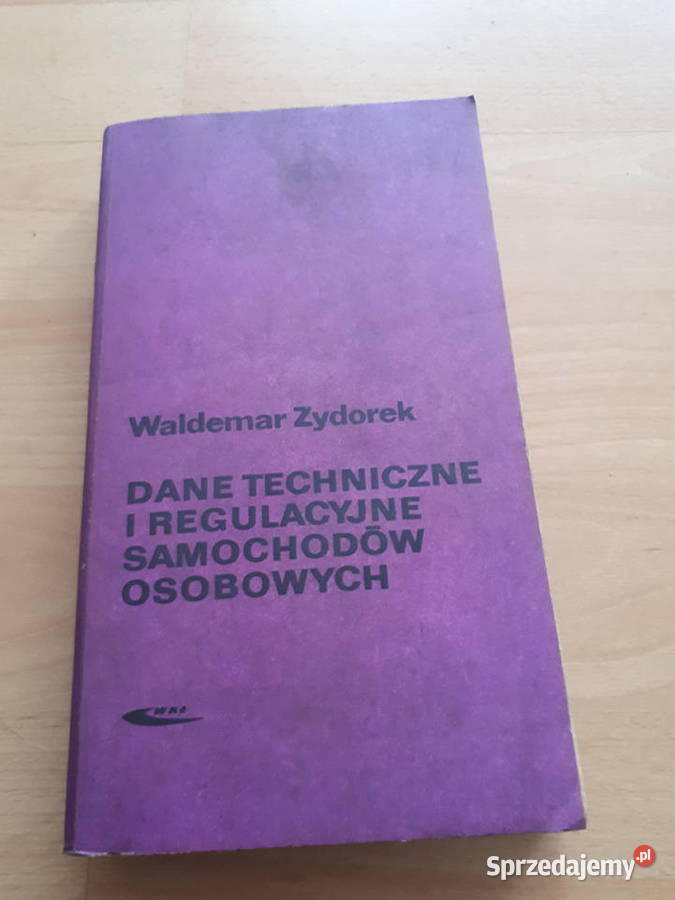 Waldemar Zydorek
DANE TECHNICZNE
I REGULACYJNE
SAMOCHODÓW
OSOBOWYCH
WKŁ
Sprzedajemy.pl